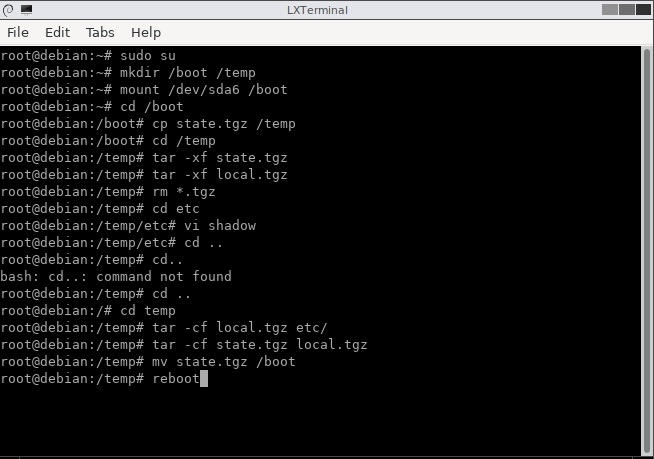 LXTerminal
File Edit Tabs Help
root@debian:~# sudo su
root@debian:~# mkdir /boot /temp
root@debian:~# mount /dev/sda6 /boot
root@debian:~# cd /boot
root@debian:/boot# cp state.tgz /temp
root@debian:/boot# cd /temp
root@debian:/temp# tar -xf state.tgz
root@debian:/temp# tar -xf local.tgz
root@debian:/temp# rm *.tgz
root@debian:/temp# cd etc
root@debian:/temp/etc# vi shadow
root@debian:/temp/etc# cd ..
root@debian:/temp# cd..
bash: cd..: command not found
root@debian:/temp# cd ..
root@debian:/# cd temp
root@debian:/temp# tar -cf local.tgz etc/
root@debian:/temp# tar -cf state.tgz local.tgz
root@debian:/temp# mv state.tgz /boot
root@debian:/temp# reboot